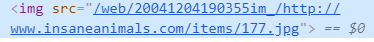 <img src="/web/20041204190355im_/http://
www.insaneanimals.com/items/177.jpg"> == $0